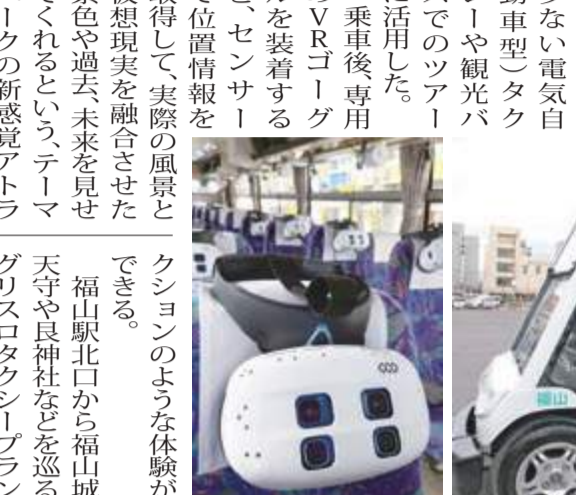 少ない電気自
動車型)タク
シーや観光バ
スでのツアー
に活用した。
乗車後、専用
のVRゴーグ
ルを装着する
と、センサー
で位置情報を
取得して、実際の風景と
仮想現実を融合させた
景色や過去、未来を見せ
てくれるという、テーマ
パークの新感覚アトラ
クションのような体験が
できる。
福山駅北口から福山城
天守や艮神社などを巡る
グリスロタクシープラン
福山